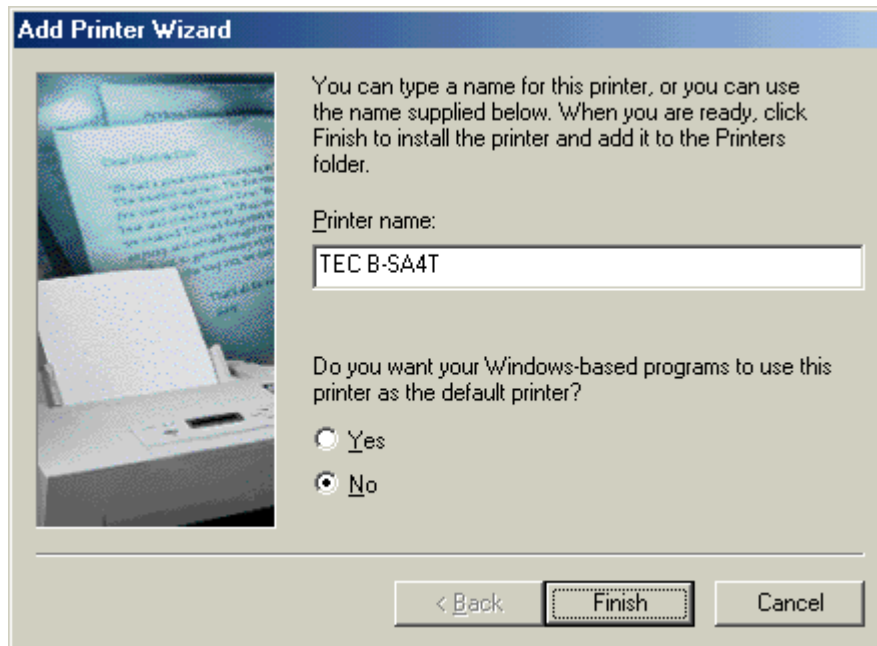 Add Printer Wizard
You can type a name for this printer, or you can use
the name supplied below. When you are ready, click
Finish to install the printer and add it to the Printers
folder.
Printer name:
TEC B-SA4T
Do you want your Windows-based programs to use this
printer as the default printer?
Yes
No
< Back
Finish
Cancel